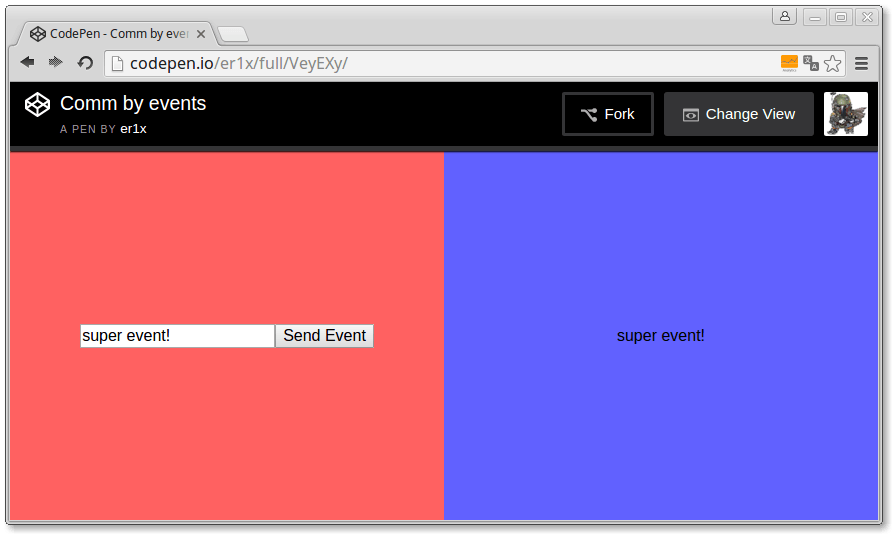 CodePen - Comm by even
codepen.io/er1x/full/VeyEXy/
Comm by events
A PEN BY er1x
Fork
Change View
super event!
Send Event
super event!